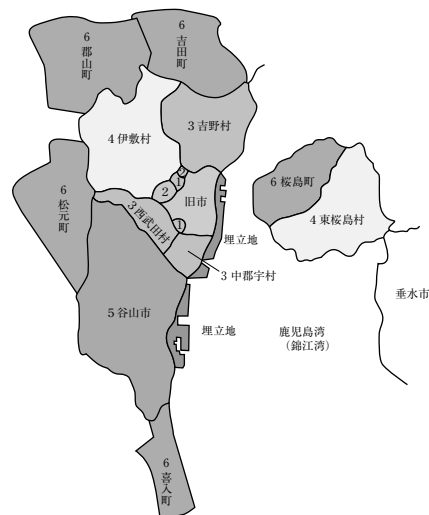 6 吉田町
6 郡山町
4 伊敷村
3 吉野村
2
1
2
旧市
6 桜島町
4 東桜島村
6 松元町
3 西武田村
1
埋立地
3 中郡宇村
垂水市
5 谷山市
埋立地
鹿児島湾
（錦江湾）
6 喜入町